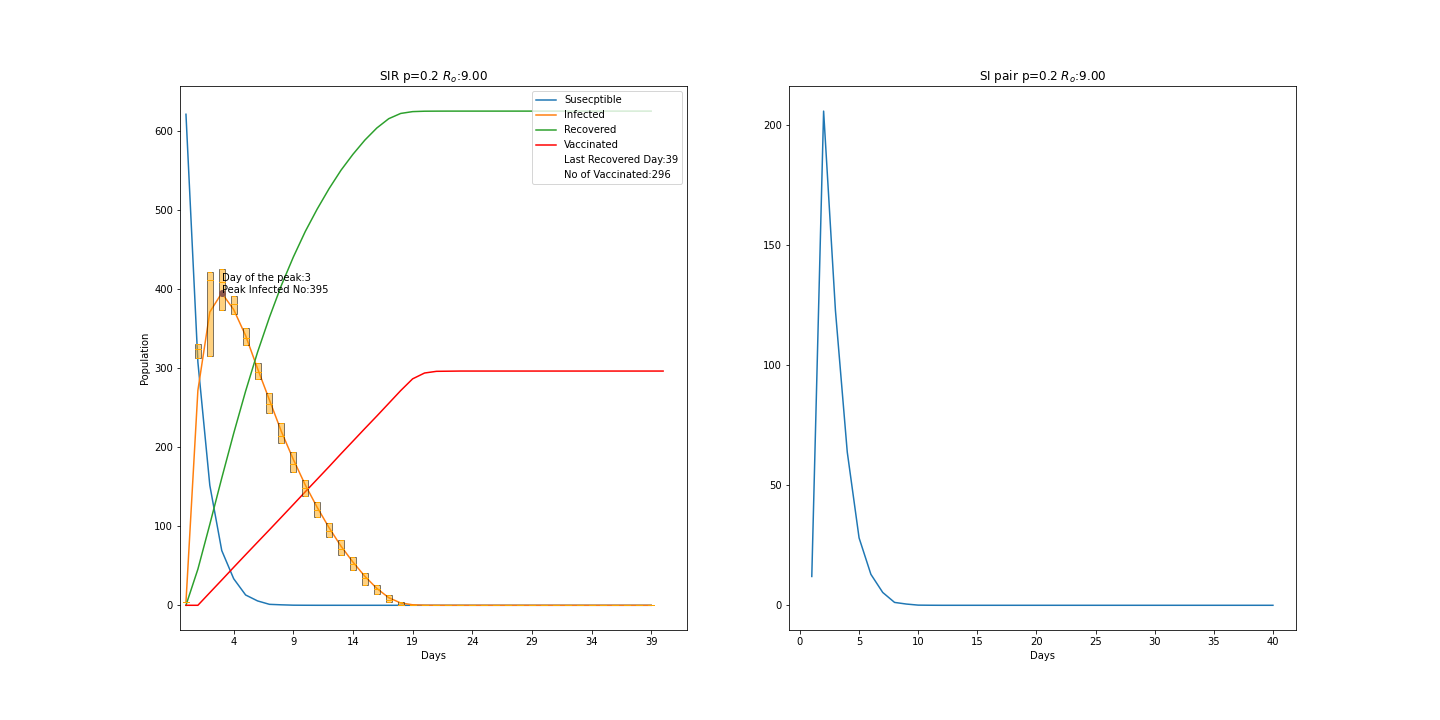 SIR p=0.2 Ro:9.00
Susecptible
Infected
Recovered
Vaccinated
Last Recovered Day:39
No of Vaccinated:296
600
500
400
300
200
100
0
Population
Day of the peak:3
Peak Infected No:395
4 9 14 19 24 29 34 39
Days
SI pair p=0.2 Ro:9.00
200
150
100
50
0
0 5 10 15 20 25 30 35 40
Days